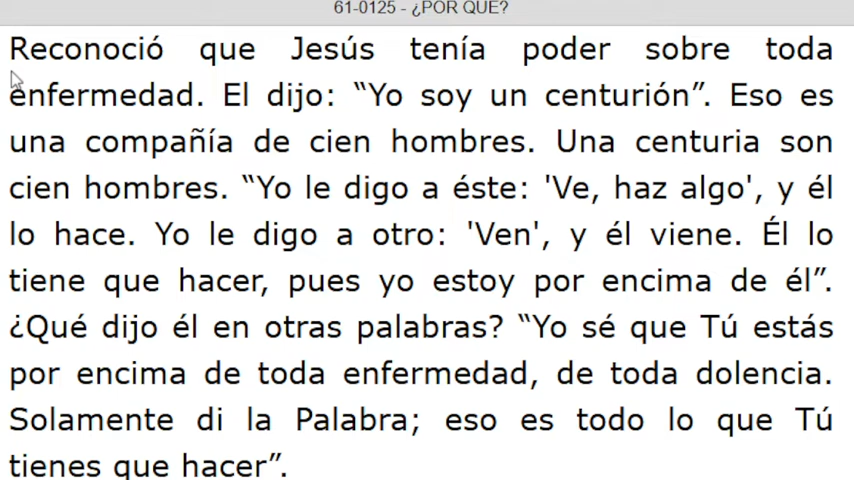 61-0125 - ¿POR QUE?
Reconoció que Jesús tenía poder sobre toda
enfermedad. El dijo: “Yo soy un centurión”. Eso es
una compañía de cien hombres. Una centuria son
cien hombres. “Yo le digo a éste: 'Ve, haz algo', y él
lo hace. Yo le digo a otro: 'Ven', y él viene. Él lo
tiene que hacer, pues yo estoy por encima de él”.
¿Qué dijo él en otras palabras? “Yo sé que Tú estás
por encima de toda enfermedad, de toda dolencia.
Solamente di la Palabra; eso es todo lo que Tú
tienes que hacer”.